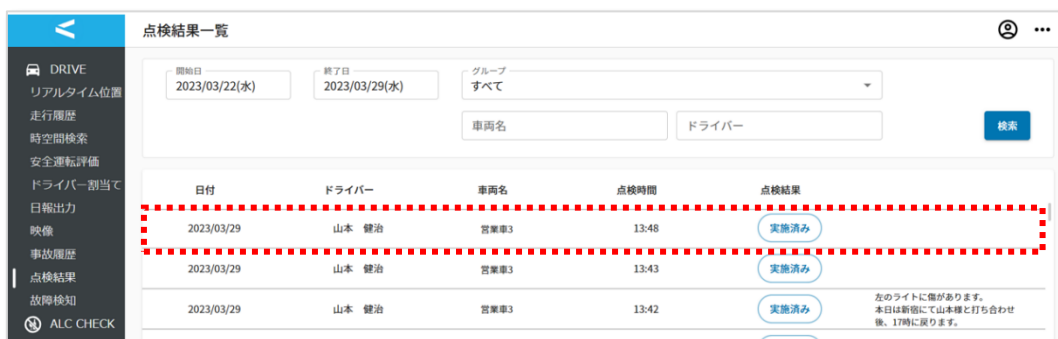 点検結果一覧
DRIVE
リアルタイム位置
走行履歴
時空間検索
安全運転評価
ドライバー割当て
日報出力
映像
事故履歴
点検結果
故障検知
ALC CHECK
開始日
2023/03/22(水)
終了日
2023/03/29(水)
グループ
すべて
車両名
ドライバー
検索
日付 ドライバー 車両名 点検時間 点検結果
2023/03/29 山本 健治 営業車3 13:48 実施済み
2023/03/29 山本 健治 営業車3 13:43 実施済み
2023/03/29 山本 健治 営業車3 13:42 実施済み
左のライトに傷があります。
本日は新宿にて山本様と打ち合わせ
後、17時に戻ります。